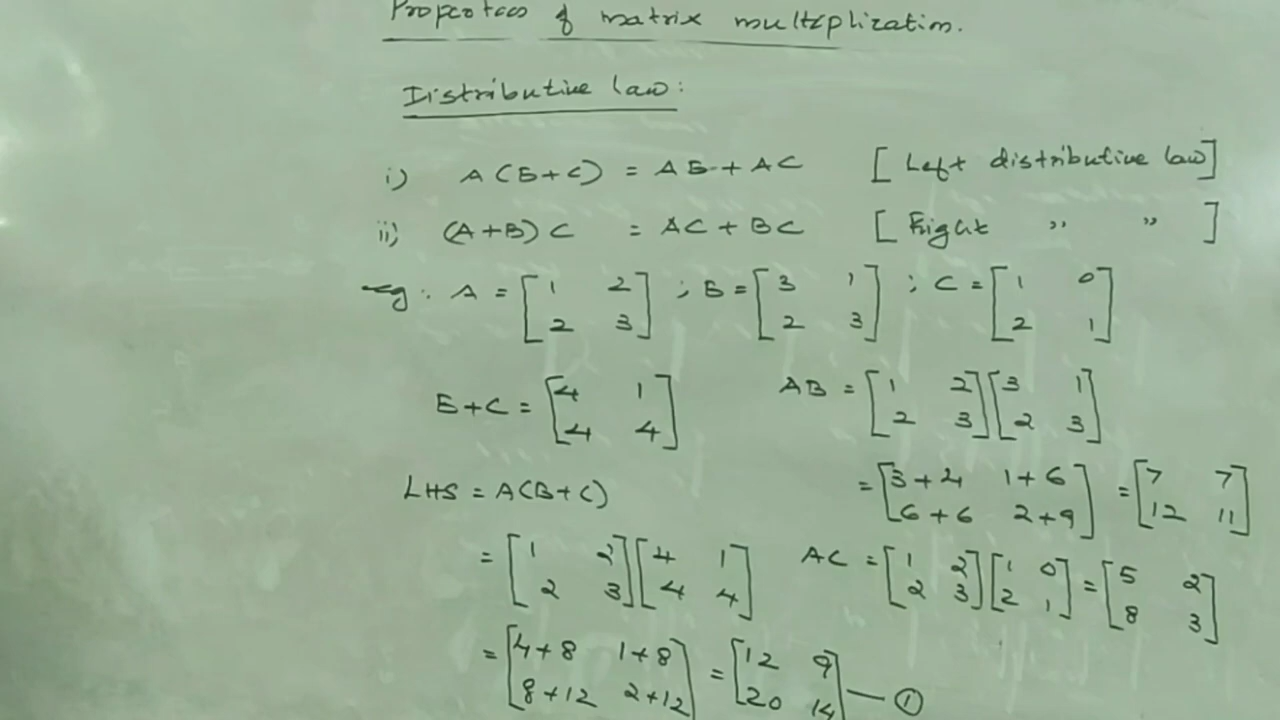 Properties of matrix multiplication.
Distributive law:
i) A(B+C) = AB+AC [Left distributive law]
ii) (A+B)C = AC+BC [Right ,, ,, ]
eg: A = [1 2; B = [3 1; C = [1 0
2 3] 2 3] 2 1]
B+C = [4 1
4 4]
LHS = A(B+C)
= [1 2 [4 1
2 3] 4 4]
= [4+8 1+8 = [12 9
8+12 2+12] 20 14] — ①
AB = [1 2 [3 1
2 3] 2 3]
= [3+4 1+6 = [7 7
6+6 2+9] 12 11]
AC = [1 2 [1 0 = [5 2
2 3] 2 1] 8 3]